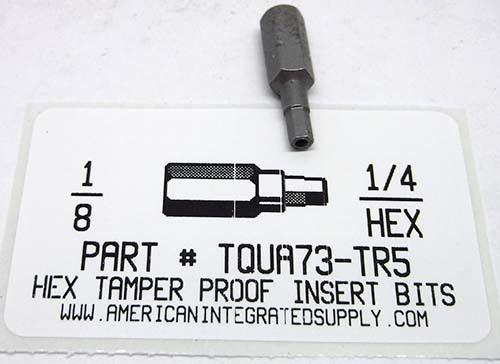 1/8
1/4 HEX
PART # TQUA73-TR5
HEX TAMPER PROOF INSERT BITS
WWW.AMERICANINTEGRATEDSUPPLY.COM